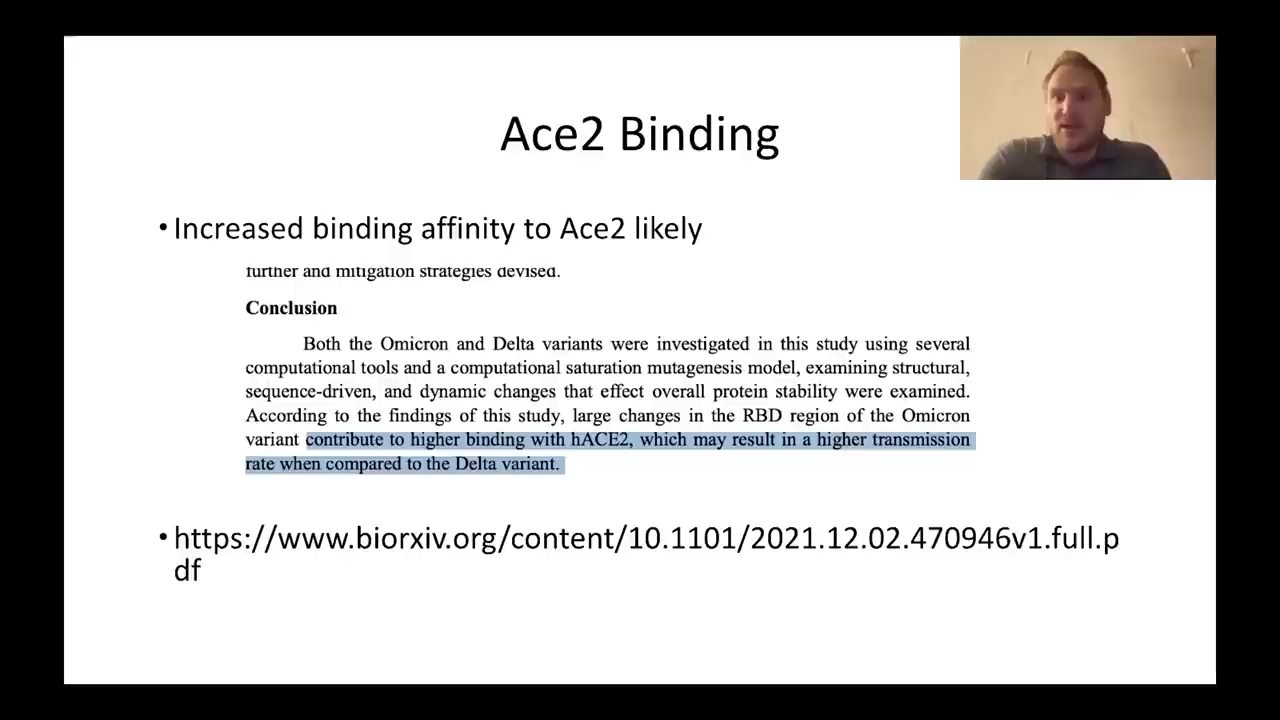 Ace2 Binding
• Increased binding affinity to Ace2 likely
further and mitigation strategies devised.
Conclusion
Both the Omicron and Delta variants were investigated in this study using several
computational tools and a computational saturation mutagenesis model, examining structural,
sequence-driven, and dynamic changes that effect overall protein stability were examined.
According to the findings of this study, large changes in the RBD region of the Omicron
variant contribute to higher binding with hACE2, which may result in a higher transmission
rate when compared to the Delta variant.
• https://www.biorxiv.org/content/10.1101/2021.12.02.470946v1.full.p
df